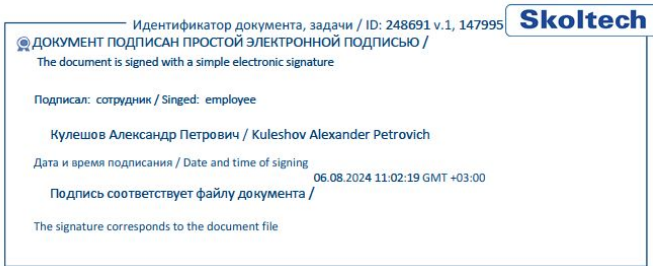 Идентификатор документа, задачи / ID: 248691 v.1, 147995
Skoltech
ДОКУМЕНТ ПОДПИСАН ПРОСТОЙ ЭЛЕКТРОННОЙ ПОДПИСЬЮ /
The document is signed with a simple electronic signature
Подписал: сотрудник / Singed: employee
Кулешов Александр Петрович / Kuleshov Alexander Petrovich
Дата и время подписания / Date and time of signing
06.08.2024 11:02:19 GMT +03:00
Подпись соответствует файлу документа /
The signature corresponds to the document file